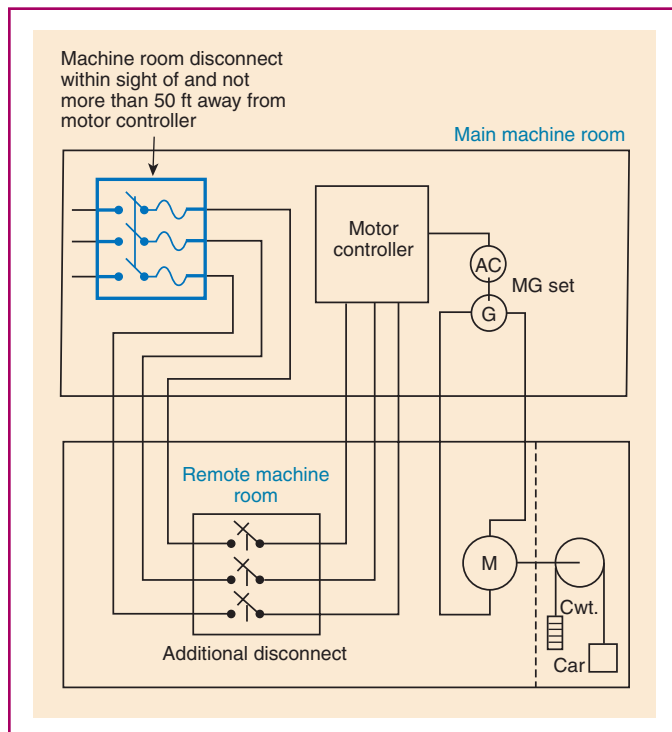 Machine room disconnect
within sight of and not
more than 50 ft away from
motor controller
Main machine room
Motor
controller
AC
MG set
G
Remote machine
room
M
Cwt.
Additional disconnect
Car